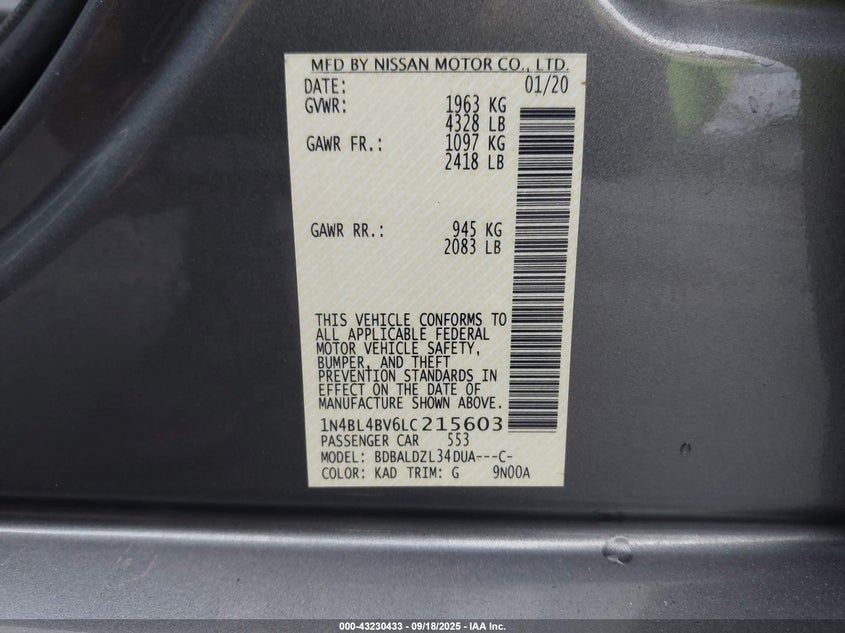 MFD BY NISSAN MOTOR CO., LTD.
DATE: 01/20
GVWR: 1963 KG
4328 LB
GAWR FR.: 1097 KG
2418 LB
GAWR RR.: 945 KG
2083 LB
THIS VEHICLE CONFORMS TO
ALL APPLICABLE FEDERAL
MOTOR VEHICLE SAFETY,
BUMPER, AND THEFT
PREVENTION STANDARDS IN
EFFECT ON THE DATE OF
MANUFACTURE SHOWN ABOVE.
1N4BL4BV6LC215603
PASSENGER CAR 553
MODEL: BDBALDZL34DUA---C-
COLOR: KAD TRIM: G 9N00A
000-43230433 - 09/18/2025 - IAA Inc.